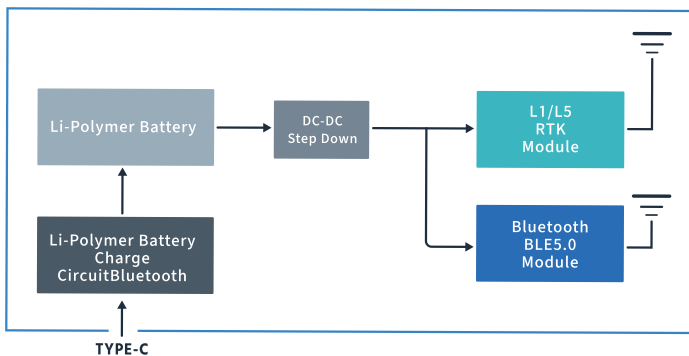 Li-Polymer Battery
DC-DC
Step Down
L1/L5
RTK
Module
Li-Polymer Battery
Charge
CircuitBluetooth
Bluetooth
BLE5.0
Module
TYPE-C